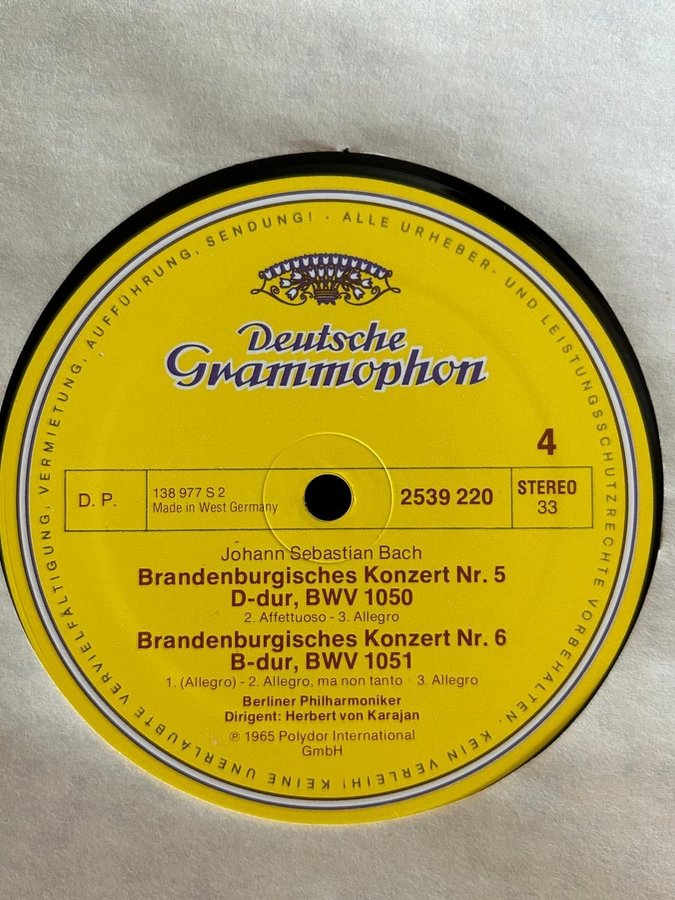 KEINE UNERLAUBTE VERVIELFÄLTIGUNG, VERMIETUNG, AUFFÜHRUNG, SENDUNG! · ALLE URHEBER- UND LEISTUNGSSCHUTZRECHTE VORBEHALTEN. KEIN VERLEIH!
Deutsche
Grammophon
4
D. P.
138 977 S 2
Made in West Germany
2539 220
STEREO
33
Johann Sebastian Bach
Brandenburgisches Konzert Nr. 5
D-dur, BWV 1050
2. Affettuoso - 3. Allegro
Brandenburgisches Konzert Nr. 6
B-dur, BWV 1051
1. (Allegro) - 2. Allegro, ma non tanto - 3. Allegro
Berliner Philharmoniker
Dirigent: Herbert von Karajan
℗ 1965 Polydor International
GmbH